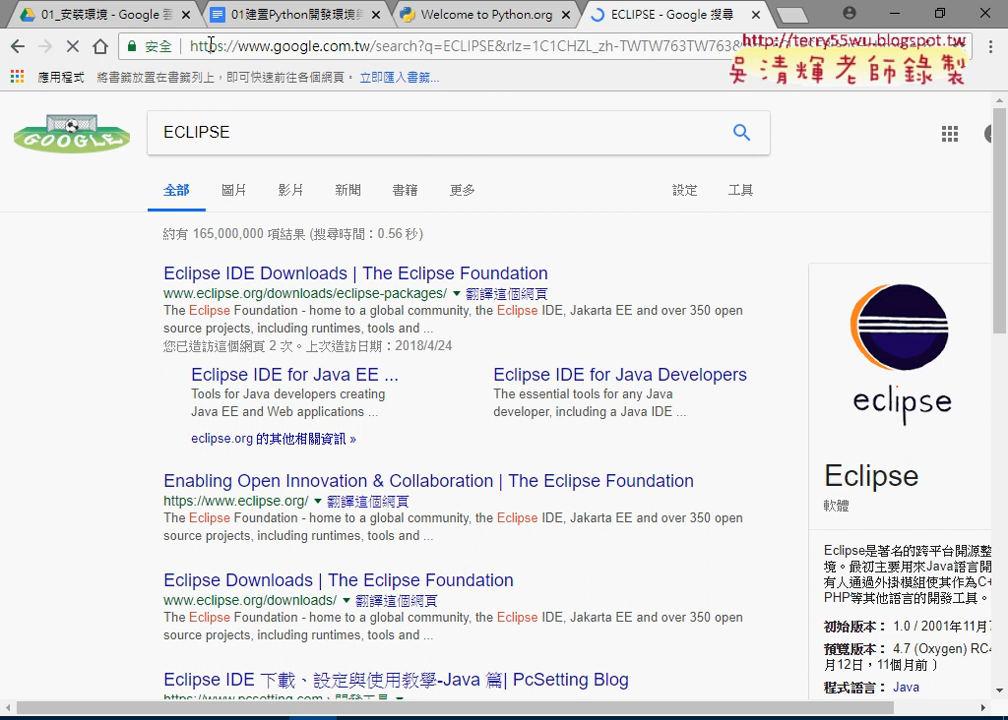 01_安裝環境 - Google 雲
01建置Python開發環境與
Welcome to Python.org
ECLIPSE - Google 搜尋
安全
https://www.google.com.tw/search?q=ECLIPSE&rlz=1C1CHZL_zh-TWTW763TW763&
http://terry55wu.blogspot.tw
吳清輝老師錄製
應用程式
將書籤放置在書籤列上，即可快速前往各個網頁。
立即匯入書籤...
GOOGLE
ECLIPSE
全部
圖片
影片
新聞
書籍
更多
設定
工具
約有 165,000,000 項結果 (搜尋時間：0.56 秒)
Eclipse IDE Downloads | The Eclipse Foundation
www.eclipse.org/downloads/eclipse-packages/ ▼ 翻譯這個網頁
The Eclipse Foundation - home to a global community, the Eclipse IDE, Jakarta EE and over 350 open
source projects, including runtimes, tools and ...
您已造訪這個網頁 2 次。上次造訪日期：2018/4/24
Eclipse IDE for Java EE ...
Tools for Java developers creating
Java EE and Web applications ...
Eclipse IDE for Java Developers
The essential tools for any Java
developer, including a Java IDE ...
eclipse.org 的其他相關資訊 »
Enabling Open Innovation & Collaboration | The Eclipse Foundation
https://www.eclipse.org/ ▼ 翻譯這個網頁
The Eclipse Foundation - home to a global community, the Eclipse IDE, Jakarta EE and over 350 open
source projects, including runtimes, tools and ...
Eclipse Downloads | The Eclipse Foundation
www.eclipse.org/downloads/ ▼ 翻譯這個網頁
The Eclipse Foundation - home to a global community, the Eclipse IDE, Jakarta EE and over 350 open
source projects, including runtimes, tools and ...
Eclipse IDE 下載、設定與使用教學-Java 篇| PcSetting Blog
eclipse
Eclipse
軟體
Eclipse是著名的跨平台開源整
境。最初主要用來Java語言開
有人通過外掛模組使其作為C+
PHP等其他語言的開發工具。
初始版本： 1.0 / 2001年11月
預覽版本： 4.7 (Oxygen) RC4
月12日，11個月前）
程式語言： Java